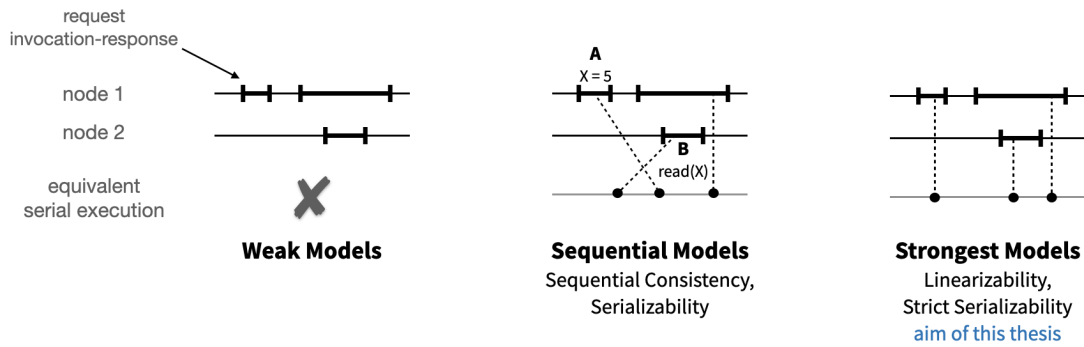 request
invocation-response
node 1
node 2
equivalent
serial execution
Weak Models
A
X = 5
B
read(X)
Sequential Models
Sequential Consistency,
Serializability
Strongest Models
Linearizability,
Strict Serializability
aim of this thesis